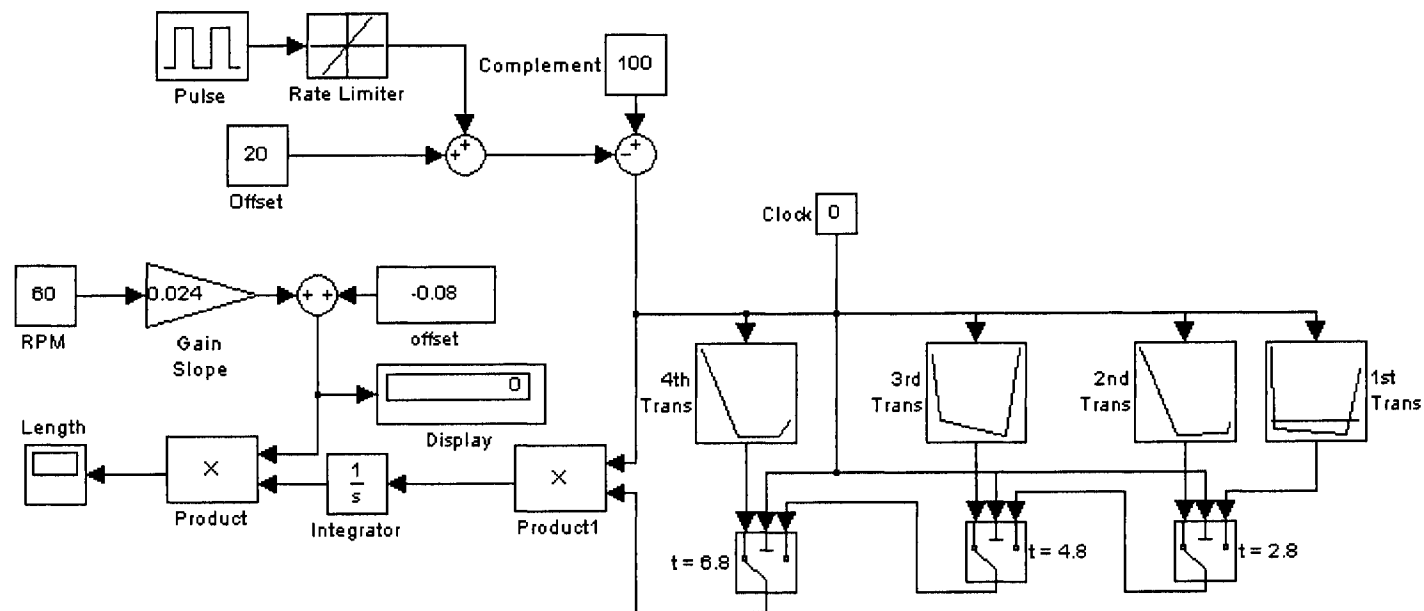 Pulse
Rate Limiter
Complement
100
20
Offset
Clock
0
60
RPM
0.024
Gain
Slope
-0.08
offset
0
Display
4th
Trans
3rd
Trans
2nd
Trans
1st
Trans
Length
×
Product
1
s
Integrator
×
Product1
t = 6.8
t = 4.8
t = 2.8